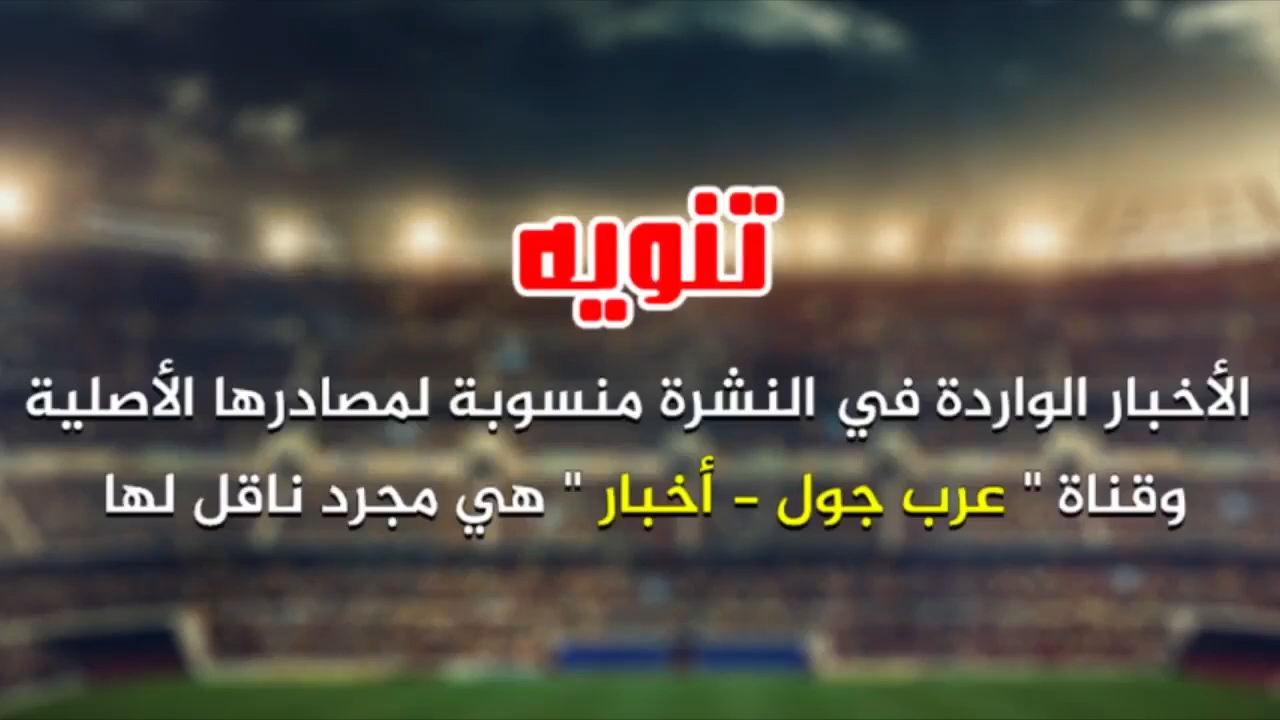 تنويه
الأخبار الواردة في النشرة منسوبة لمصادرها الأصلية
وقناة " عرب جول - أخبار " هي مجرد ناقل لها